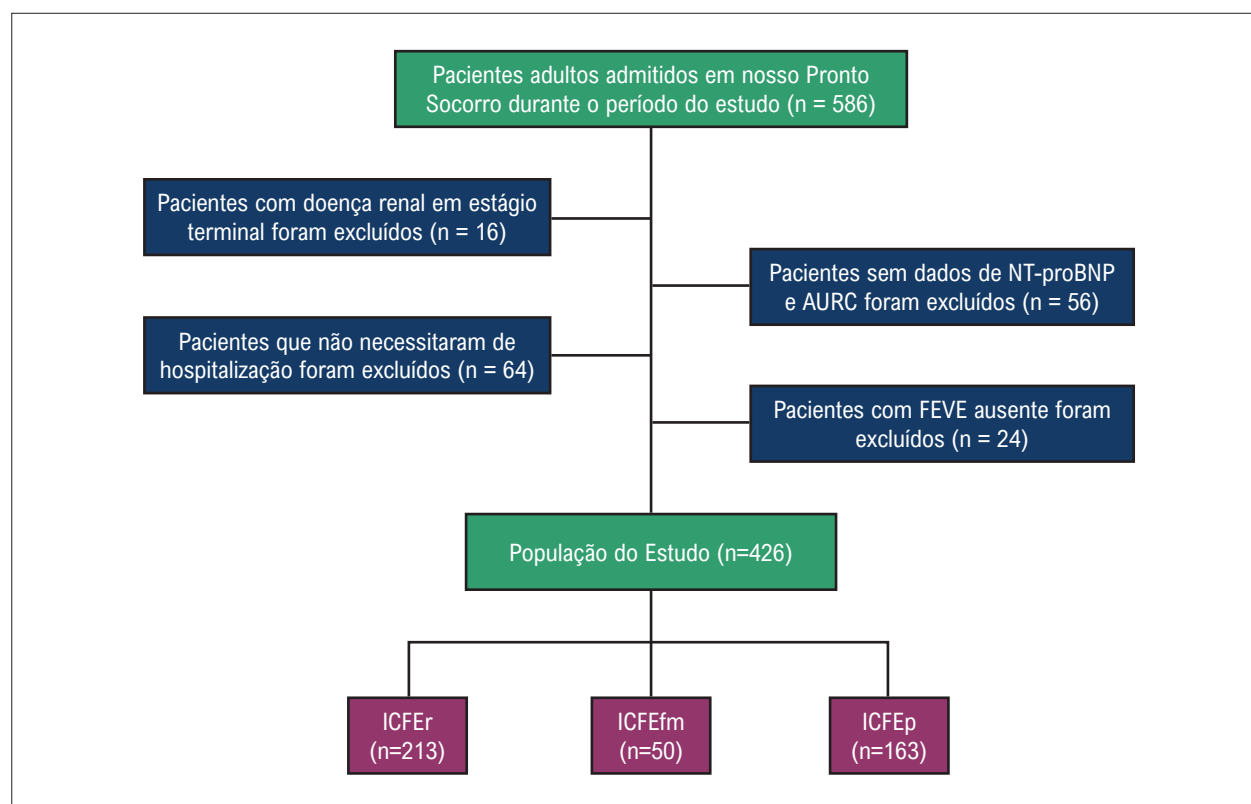 Pacientes adultos admitidos em nosso Pronto
Socorro durante o período do estudo (n = 586)
Pacientes com doença renal em estágio
terminal foram excluídos (n = 16)
Pacientes sem dados de NT-proBNP
e AURC foram excluídos (n = 56)
Pacientes que não necessitaram de
hospitalização foram excluídos (n = 64)
Pacientes com FEVE ausente foram
excluídos (n = 24)
População do Estudo (n=426)
ICFEr
(n=213)
ICFEfm
(n=50)
ICFEp
(n=163)